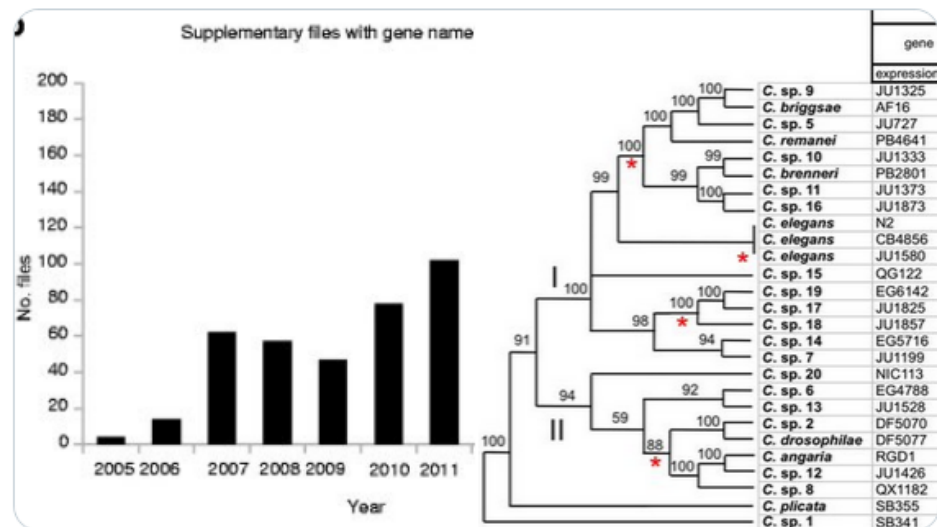 Supplementary files with gene name
No. files
200
180
160
140
120
100
80
60
40
20
0
2005 2006 2007 2008 2009 2010 2011
Year
100
91
I
II
99
100
94
100
100
100
100
99
99
100
98
100
100
94
59
92
88
100
100
100
gene
expression
C. sp. 9 JU1325
C. briggsae AF16
C. sp. 5 JU727
C. remanei PB4641
C. sp. 10 JU1333
C. brenneri PB2801
C. sp. 11 JU1373
C. sp. 16 JU1873
C. elegans N2
C. elegans CB4856
C. elegans JU1580
C. sp. 15 QG122
C. sp. 19 EG6142
C. sp. 17 JU1825
C. sp. 18 JU1857
C. sp. 14 EG5716
C. sp. 7 JU1199
C. sp. 20 NIC113
C. sp. 6 EG4788
C. sp. 13 JU1528
C. sp. 2 DF5070
C. drosophilae DF5077
C. angaria RGD1
C. sp. 12 JU1426
C. sp. 8 QX1182
C. plicata SB355
C. sp. 1 SB341